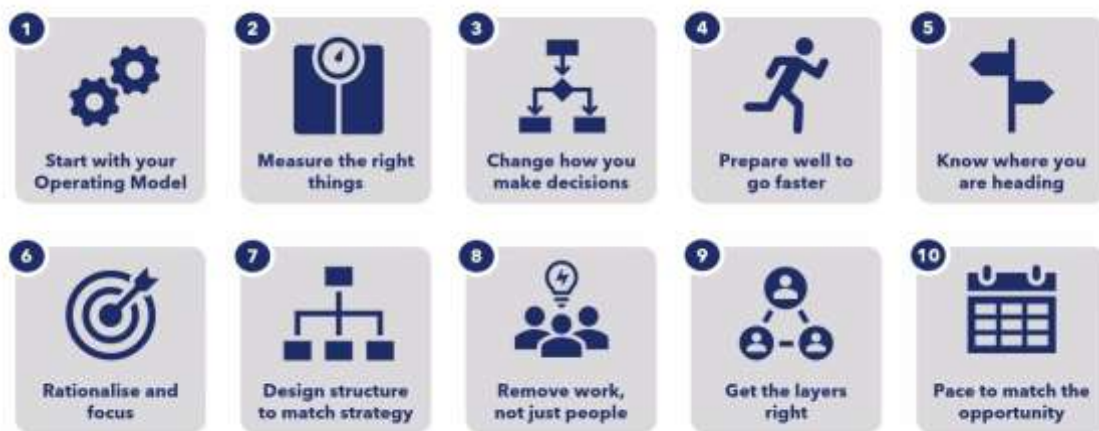 1
Start with your
Operating Model
2
Measure the right
things
3
Change how you
make decisions
4
Prepare well to
go faster
5
Know where you
are heading
6
Rationalise and
focus
7
Design structure
to match strategy
8
Remove work,
not just people
9
Get the layers
right
10
Pace to match the
opportunity